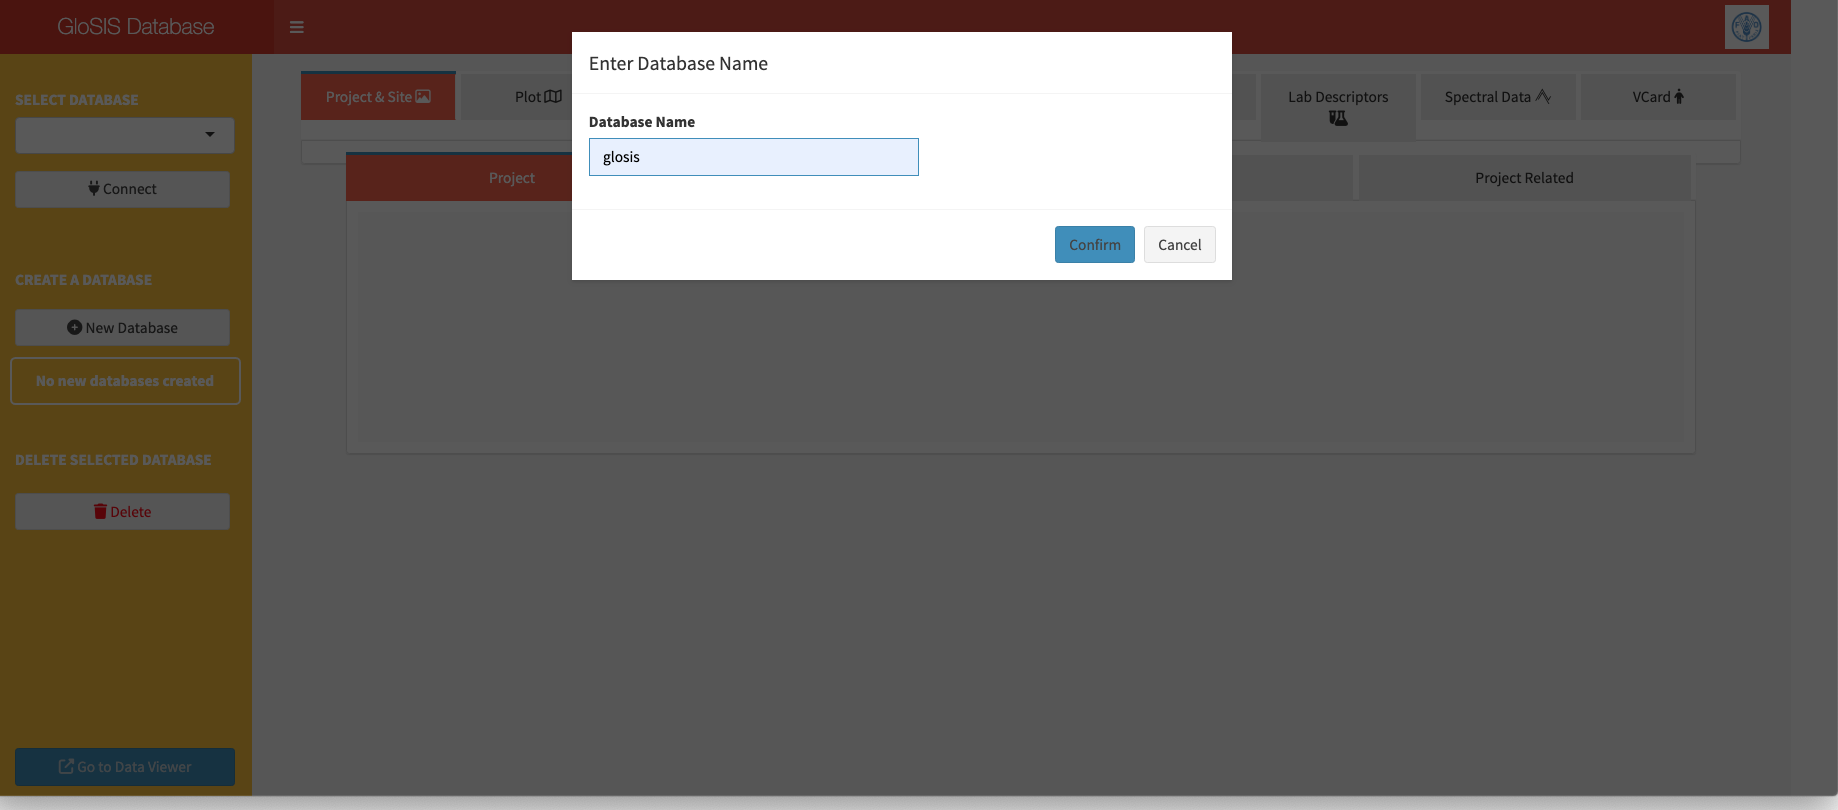 GloSIS Database
Enter Database Name
Database Name
glosis
Confirm
Cancel
SELECT DATABASE
Connect
CREATE A DATABASE
New Database
No new databases created
DELETE SELECTED DATABASE
Delete
Go to Data Viewer
Project & Site
Plot
Lab Descriptors
Spectral Data
VCard
Project
Project Related